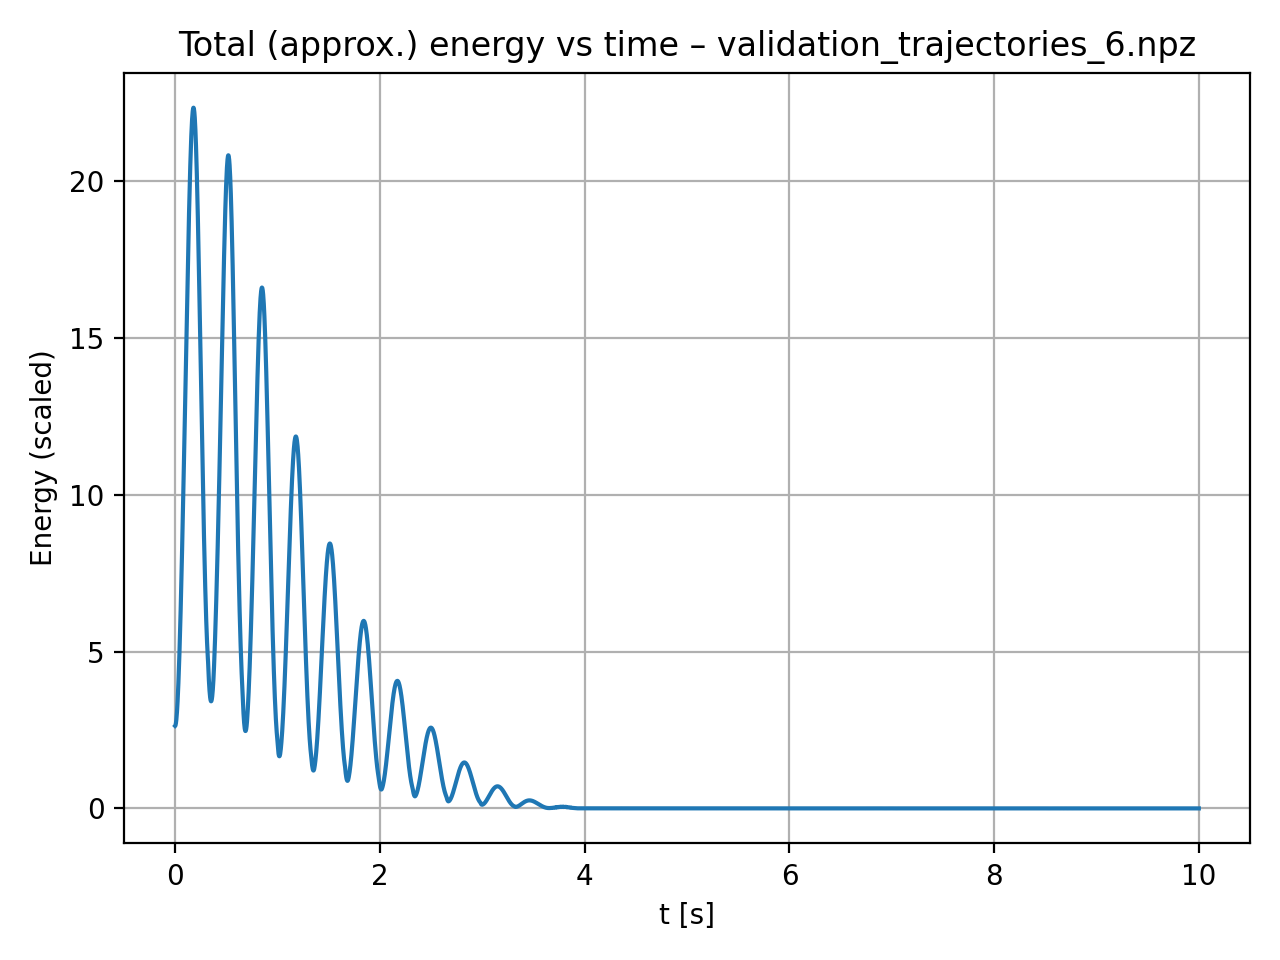 Total (approx.) energy vs time – validation_trajectories_6.npz
Energy (scaled)
20
15
10
5
0
0 2 4 6 8 10
t [s]